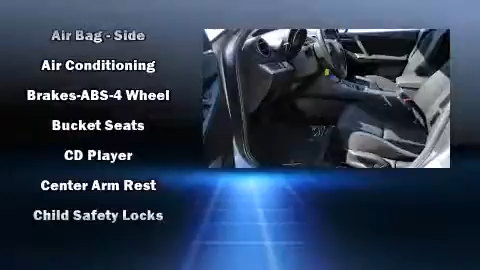 Air Bag - Side
Air Conditioning
Brakes-ABS-4 Wheel
Bucket Seats
CD Player
Center Arm Rest
Child Safety Locks